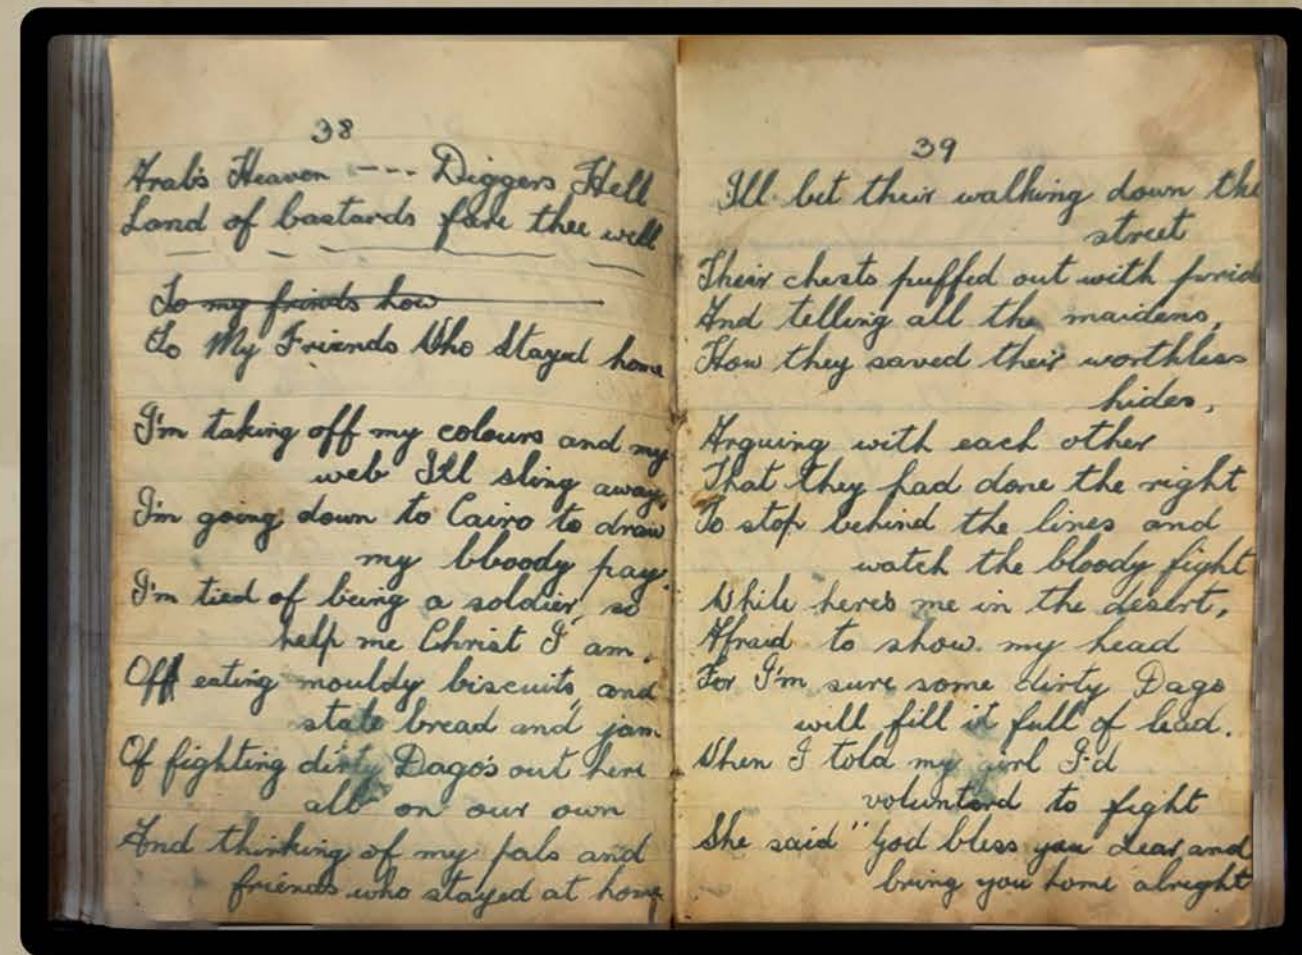 38
Arab's Heaven --- Diggers Hell
Land of bastards fare thee well
To my frinds how
To My Friends Who Stayed home
I'm taking off my colours and my
web I'll sling away,
I'm going down to Cairo to draw
my bloody pay.
I'm tied of being a soldier, so
help me Christ I am.
Off eating mouldy biscuits, and
stale bread and jam
Of fighting dirty Dago's out here
all on our own
And thinking of my pals and
friends who stayed at home
39
I'll bet their walking down the
street
Their chests puffed out with pride
And telling all the maidens,
How they saved their worthless
hides,
Arguing with each other
That they had done the right
To stop behind the lines and
watch the bloody fight
While here's me in the desert,
Afraid to show my head
For I'm sure some dirty Dago
will fill it full of lead.
When I told my girl I'd
voluntard to fight
She said "God bless you dear and
bring you home alright